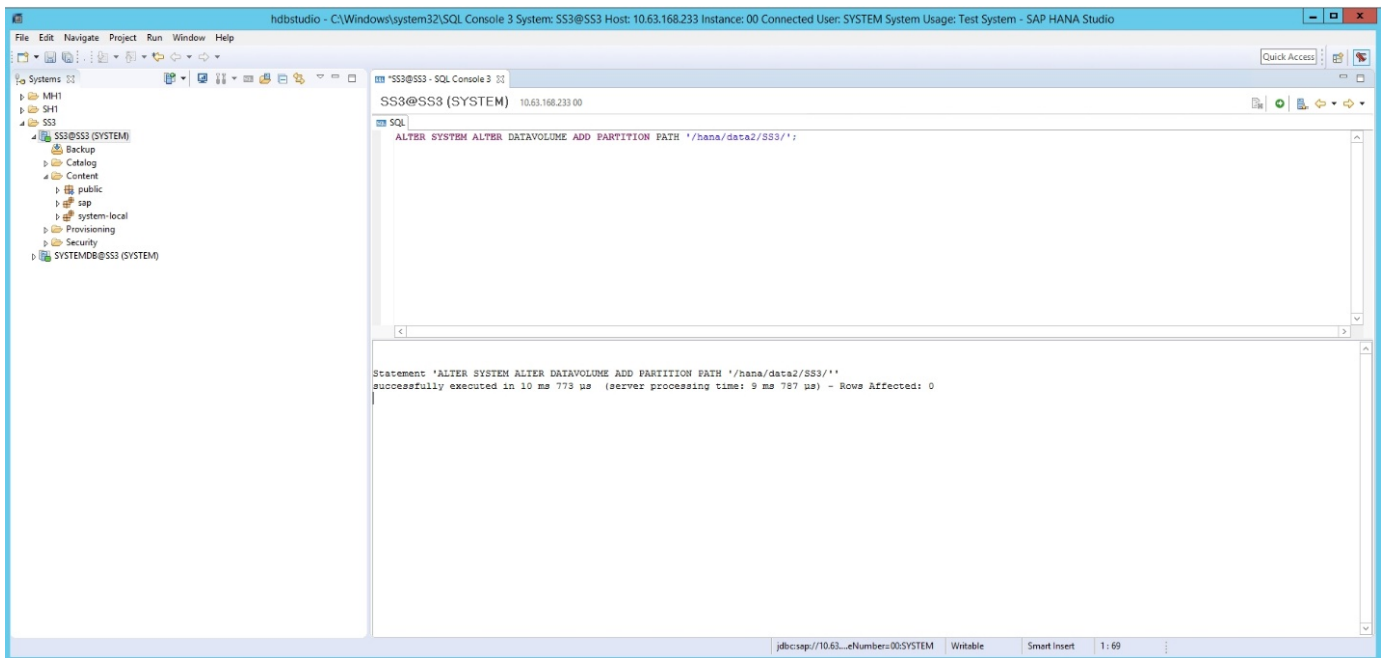 hdbstudio - C:\Windows\system32\SQL Console 3 System: SS3@SS3 Host: 10.63.168.233 Instance: 00 Connected User: SYSTEM System Usage: Test System - SAP HANA Studio
File Edit Navigate Project Run Window Help
Quick Access
Systems
MH1
SH1
SS3
SS3@SS3 (SYSTEM)
Backup
Catalog
Content
public
sap
system-local
Provisioning
Security
SYSTEMDB@SS3 (SYSTEM)
*SS3@SS3 - SQL Console 3
SS3@SS3 (SYSTEM) 10.63.168.233 00
SQL
ALTER SYSTEM ALTER DATAVOLUME ADD PARTITION PATH '/hana/data2/SS3/';
Statement 'ALTER SYSTEM ALTER DATAVOLUME ADD PARTITION PATH '/hana/data2/SS3/''
successfully executed in 10 ms 773 µs (server processing time: 9 ms 787 µs) - Rows Affected: 0
jdbc:sap://10.63....eNumber=00:SYSTEM Writable Smart Insert 1 : 69